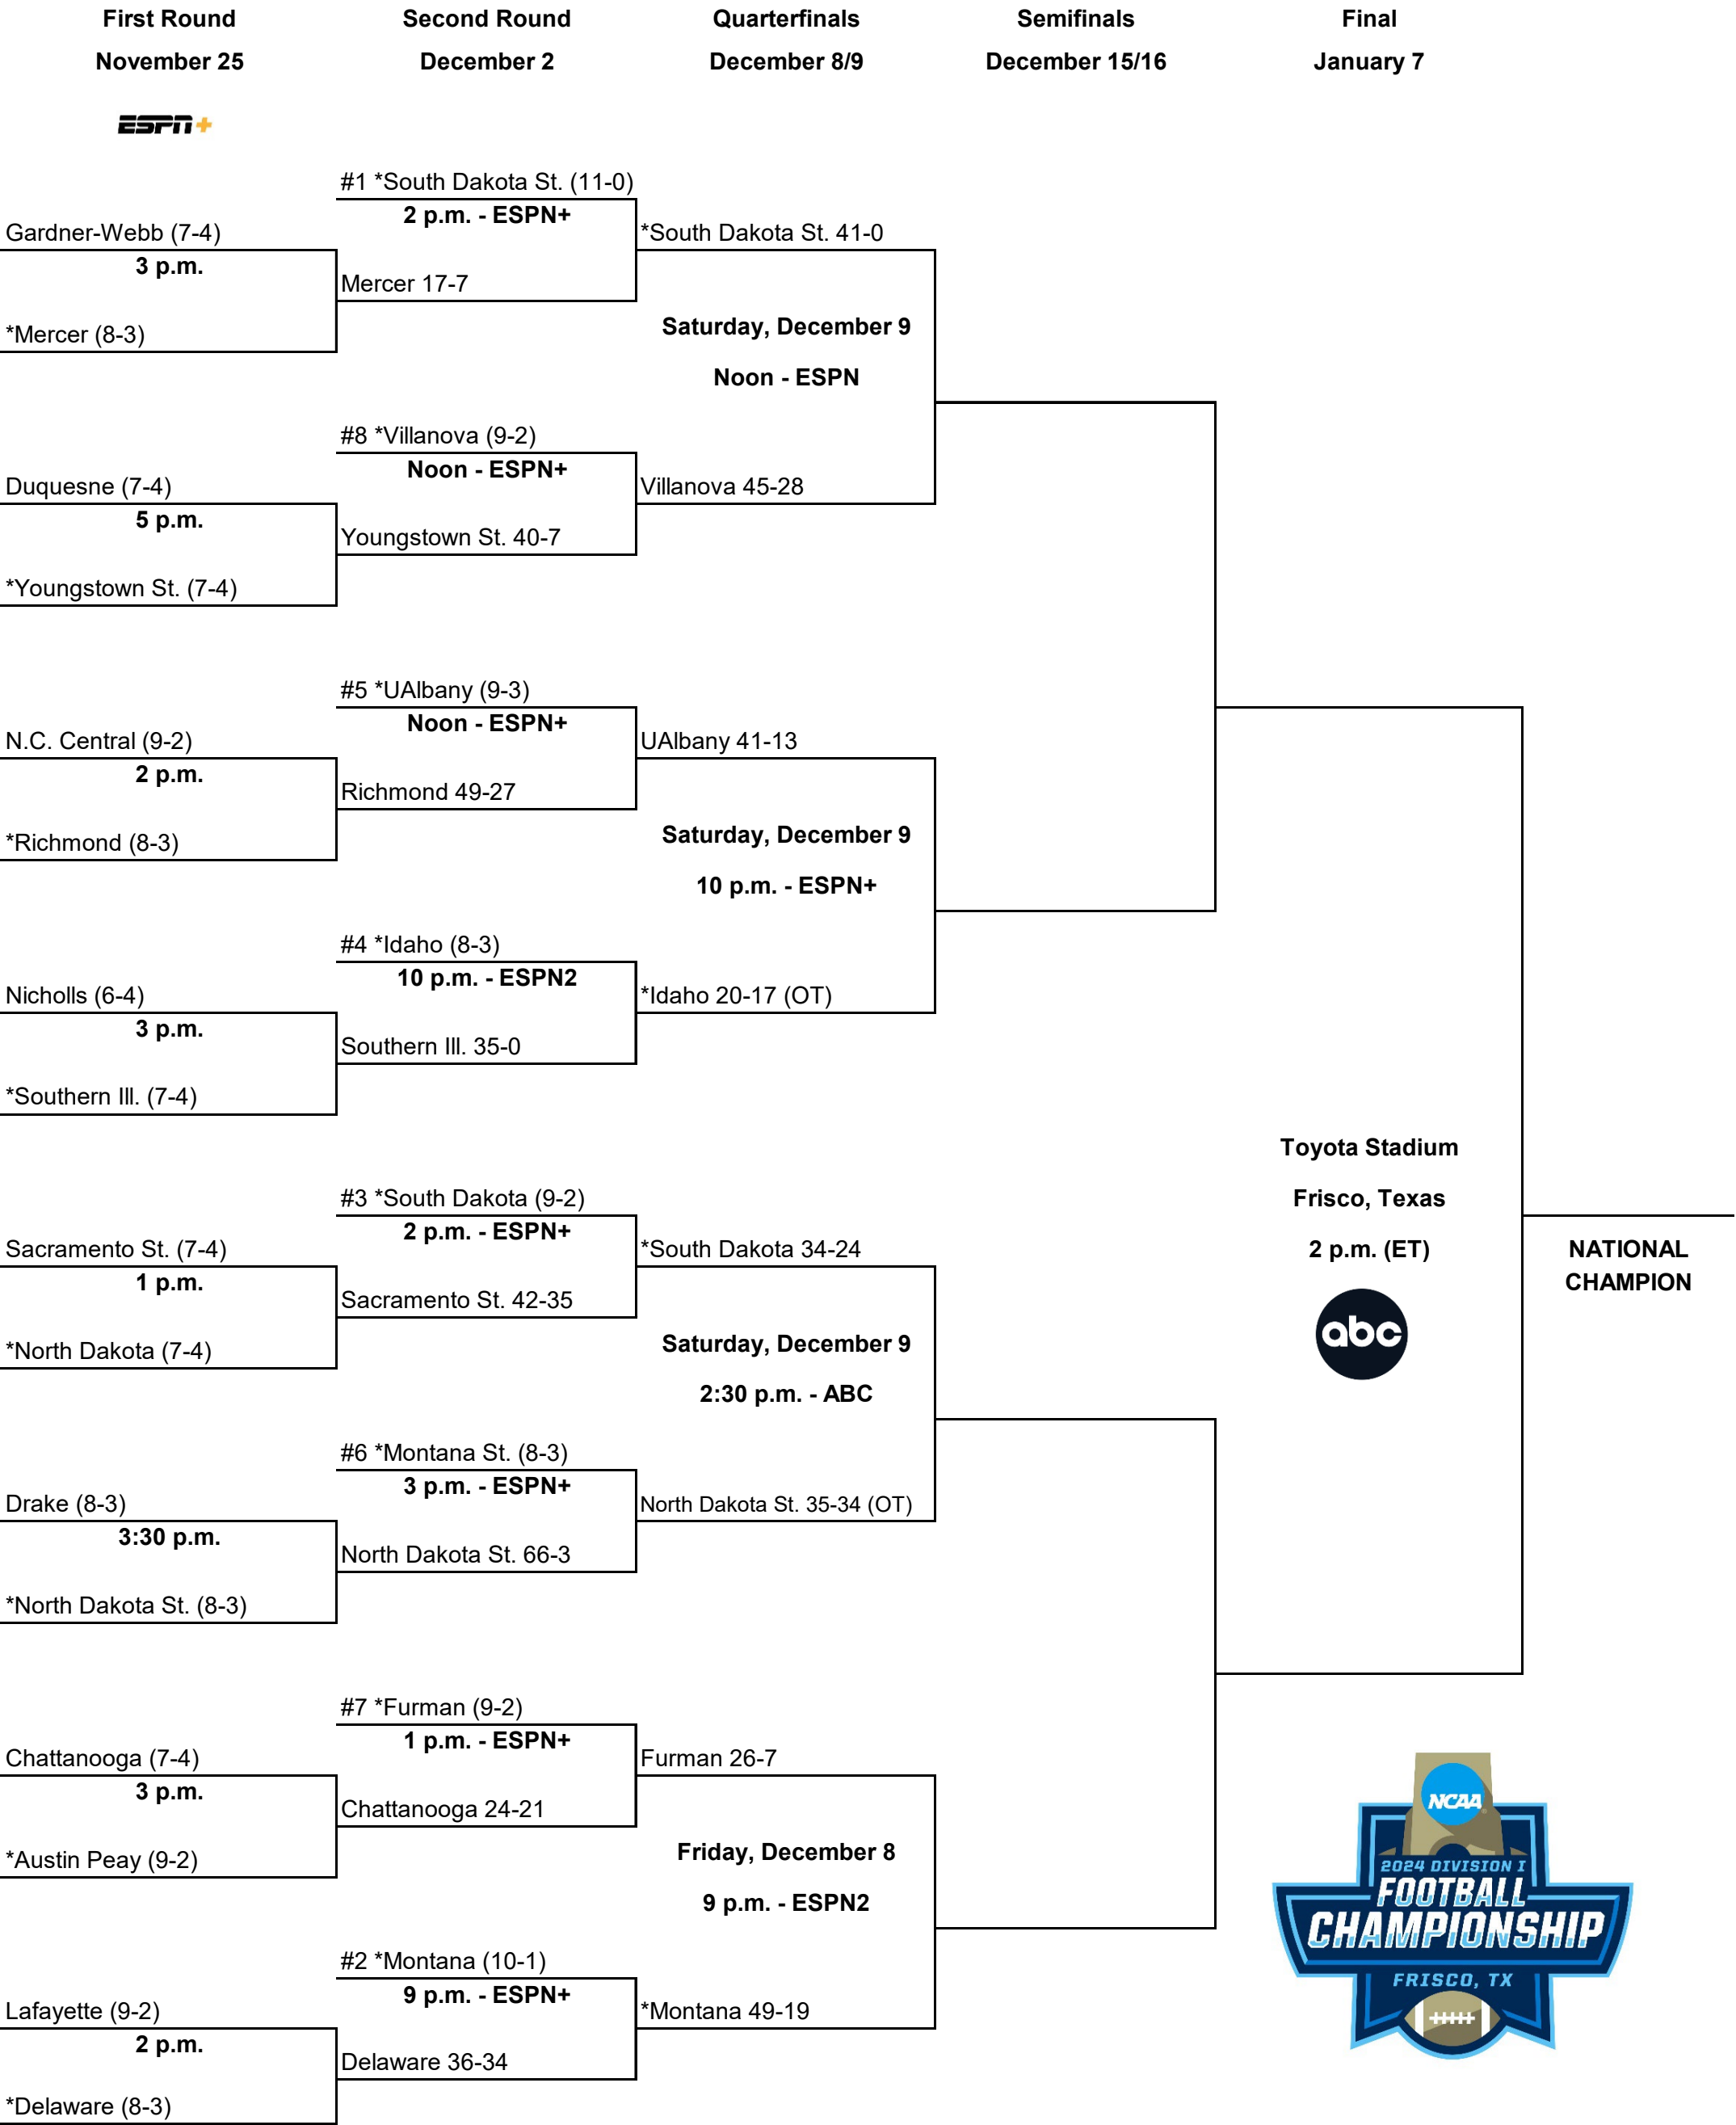 First Round
Second Round
Quarterfinals
Semifinals
Final
November 25
December 2
December 8/9
December 15/16
January 7
ESPN+
#1 *South Dakota St. (11-0)
2 p.m. - ESPN+
Gardner-Webb (7-4)
*South Dakota St. 41-0
3 p.m.
Mercer 17-7
*Mercer (8-3)
Saturday, December 9
Noon - ESPN
#8 *Villanova (9-2)
Noon - ESPN+
Duquesne (7-4)
Villanova 45-28
5 p.m.
Youngstown St. 40-7
*Youngstown St. (7-4)
#5 *UAlbany (9-3)
Noon - ESPN+
N.C. Central (9-2)
UAlbany 41-13
2 p.m.
Richmond 49-27
*Richmond (8-3)
Saturday, December 9
10 p.m. - ESPN+
#4 *Idaho (8-3)
10 p.m. - ESPN2
Nicholls (6-4)
*Idaho 20-17 (OT)
3 p.m.
Southern Ill. 35-0
*Southern Ill. (7-4)
Toyota Stadium
Frisco, Texas
2 p.m. (ET)
abc
NATIONAL
CHAMPION
#3 *South Dakota (9-2)
2 p.m. - ESPN+
Sacramento St. (7-4)
*South Dakota 34-24
1 p.m.
Sacramento St. 42-35
*North Dakota (7-4)
Saturday, December 9
2:30 p.m. - ABC
#6 *Montana St. (8-3)
3 p.m. - ESPN+
Drake (8-3)
North Dakota St. 35-34 (OT)
3:30 p.m.
North Dakota St. 66-3
*North Dakota St. (8-3)
#7 *Furman (9-2)
1 p.m. - ESPN+
Chattanooga (7-4)
Furman 26-7
3 p.m.
Chattanooga 24-21
*Austin Peay (9-2)
Friday, December 8
9 p.m. - ESPN2
#2 *Montana (10-1)
9 p.m. - ESPN+
Lafayette (9-2)
*Montana 49-19
2 p.m.
Delaware 36-34
*Delaware (8-3)
NCAA
2024 DIVISION I
FOOTBALL
CHAMPIONSHIP
FRISCO, TX